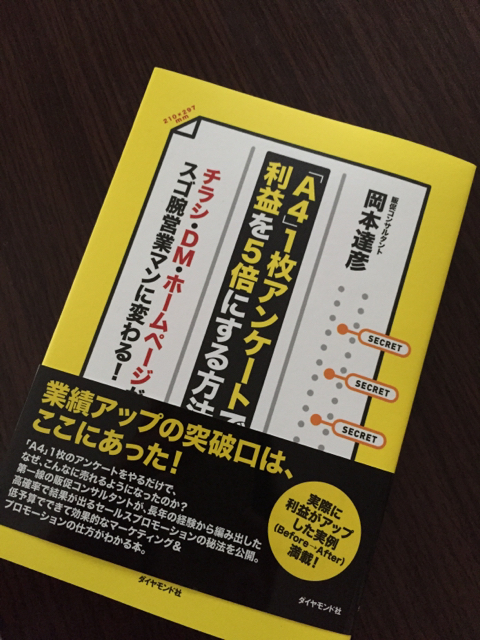 210×297
mm
販促コンサルタント
岡本達彦
「A4」1枚アンケートで
利益を5倍にする方法
チラシ・DM・ホームページが
スゴ腕営業マンに変わる!
SECRET
SECRET
SECRET
業績アップの突破口は、
ここにあった!
「A4」1枚のアンケートをやるだけで、
なぜ、こんなに売れるようになったのか?
第一線の販促コンサルタントが、長年の経験から編み出した
高確率で結果が出るセールスプロモーションの秘法を公開。
低予算でできて効果的なマーケティング&
プロモーションの仕方がわかる本。
実際に
利益がアップ
した実例
(Before→After)
満載!
ダイヤモンド社
ダイヤモンド社